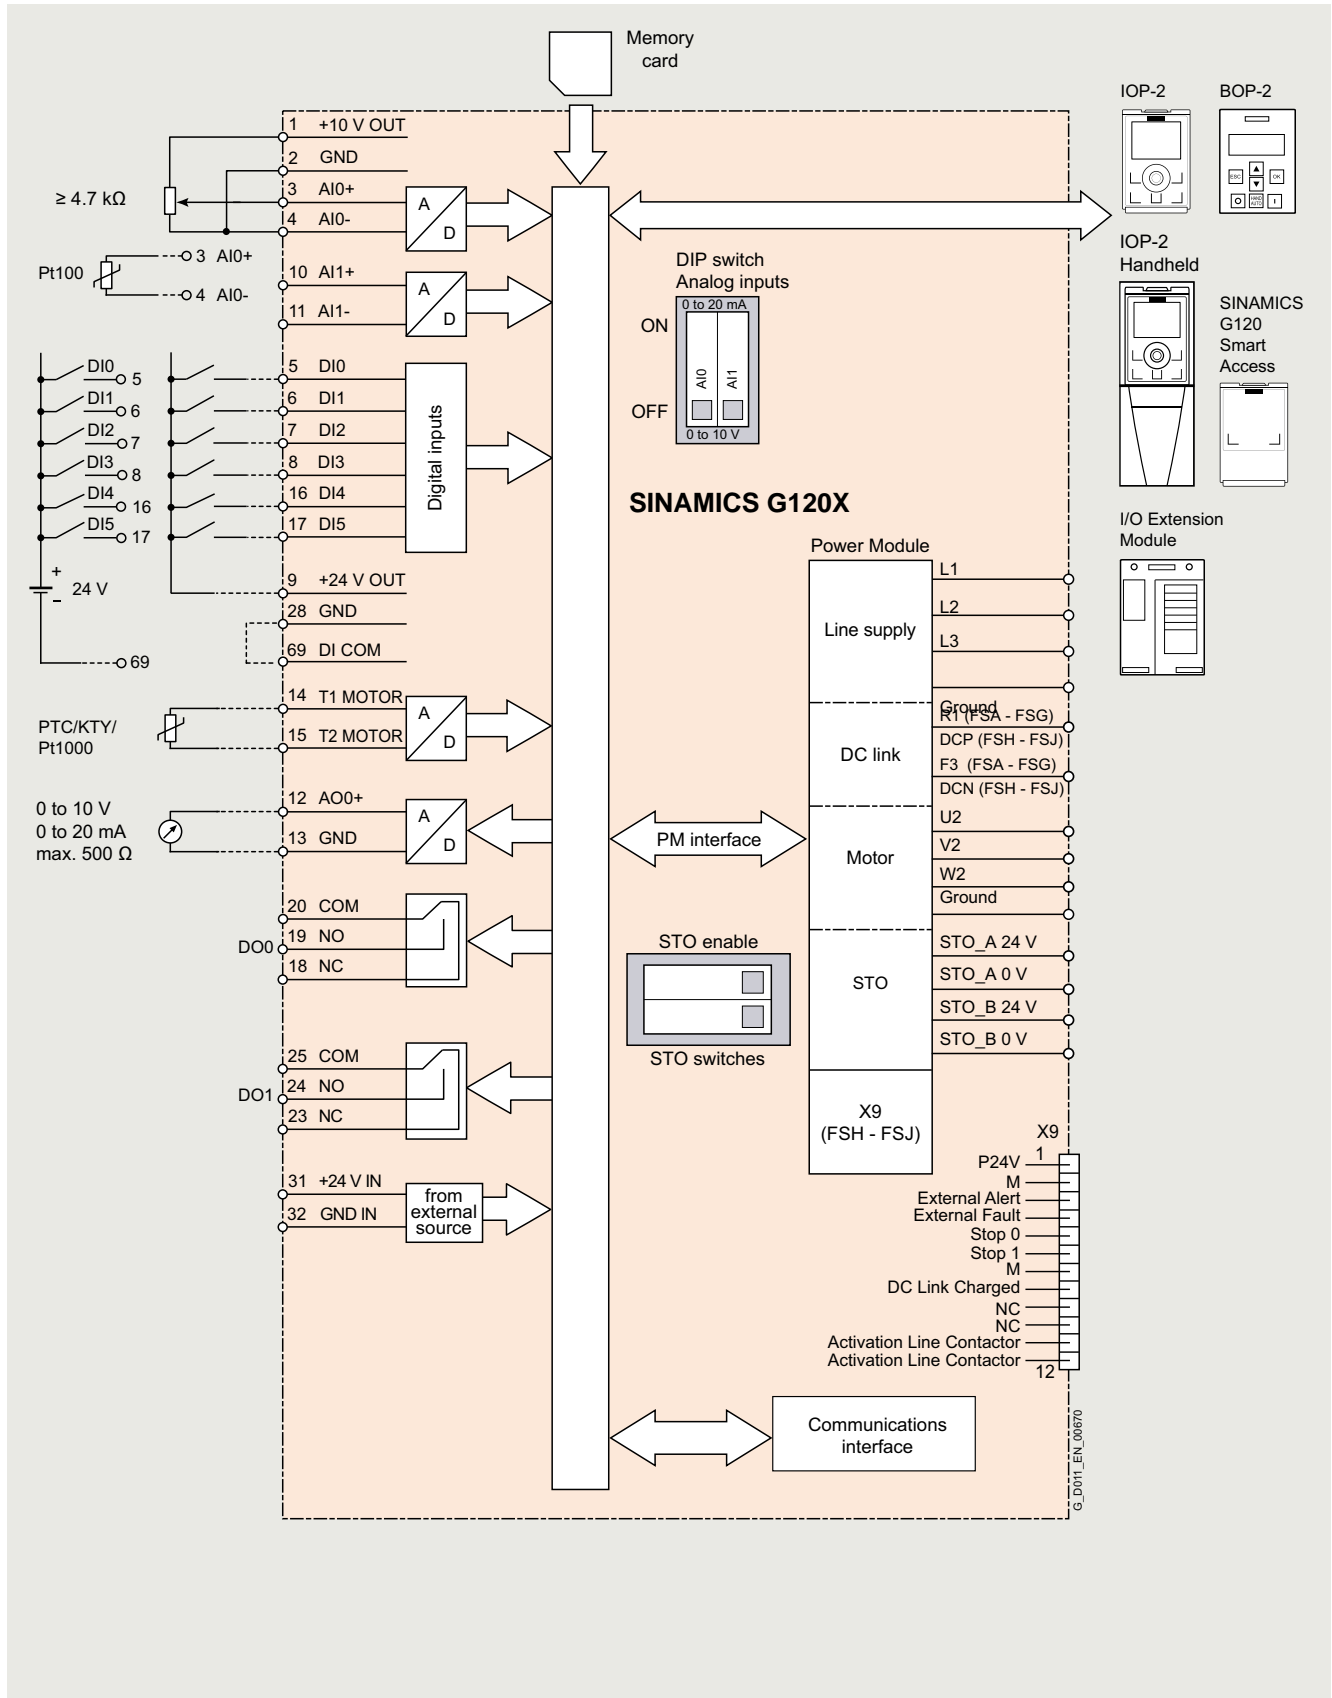 Memory
card
IOP-2
BOP-2
ESC
OK
HAND
AUTO
O
I
IOP-2
Handheld
SINAMICS
G120
Smart
Access
I/O Extension
Module
1 +10 V OUT
2 GND
3 AI0+
4 AI0-
≥ 4.7 kΩ
A
D
Pt100
3 AI0+
4 AI0-
10 AI1+
11 AI1-
A
D
DIP switch
Analog inputs
0 to 20 mA
ON
AI0
AI1
OFF
0 to 10 V
DI0
5
DI1
6
DI2
7
DI3
8
DI4
16
DI5
17
+
-
24 V
69
5 DI0
6 DI1
7 DI2
8 DI3
16 DI4
17 DI5
Digital inputs
9 +24 V OUT
28 GND
69 DI COM
SINAMICS G120X
PTC/KTY/
Pt1000
14 T1 MOTOR
15 T2 MOTOR
A
D
0 to 10 V
0 to 20 mA
max. 500 Ω
12 AO0+
13 GND
A
D
DO0
20 COM
19 NO
18 NC
DO1
25 COM
24 NO
23 NC
31 +24 V IN
32 GND IN
from
external
source
PM interface
STO enable
STO switches
Power Module
Line supply
L1
L2
L3
Ground
DC link
R1 (FSA - FSG)
DCP (FSH - FSJ)
F3 (FSA - FSG)
DCN (FSH - FSJ)
Motor
U2
V2
W2
Ground
STO
STO_A 24 V
STO_A 0 V
STO_B 24 V
STO_B 0 V
X9
(FSH - FSJ)
X9
1
P24V
M
External Alert
External Fault
Stop 0
Stop 1
M
DC Link Charged
NC
NC
Activation Line Contactor
Activation Line Contactor
12
Communications
interface
G_D011_EN_00670